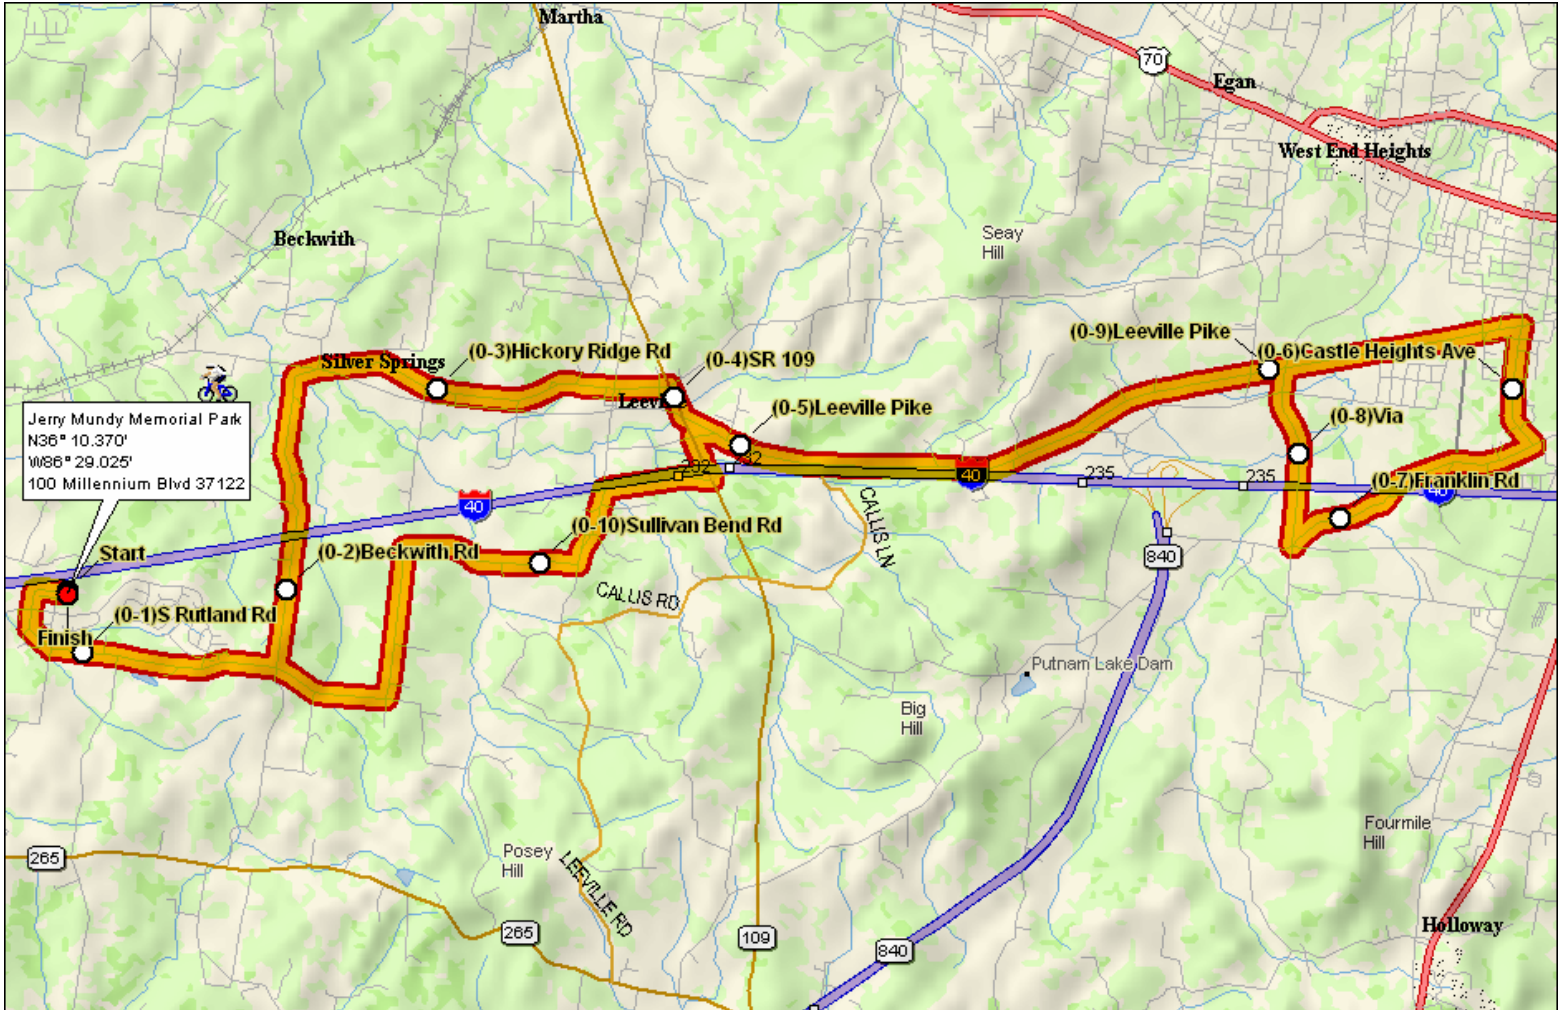 Martha
70
Egan
West End Heights
Beckwith
Seay
Hill
(0-9)Leeville Pike
(0-3)Hickory Ridge Rd
Silver Springs
(0-4)SR 109
(0-6)Castle Heights Ave
(0-5)Leeville Pike
(0-8)Via
Jerry Mundy Memorial Park
N36° 10.370'
W86° 29.025'
100 Millennium Blvd 37122
232
40
235
235
(0-7)Franklin Rd
40
40
CALLIS LN
(0-10)Sullivan Bend Rd
Start
(0-2)Beckwith Rd
840
CALLIS RD
(0-1)S Rutland Rd
Finish
Putnam Lake Dam
Big
Hill
Fourmile
Hill
265
Posey
Hill
LEEVILLE RD
265
109
840
Holloway